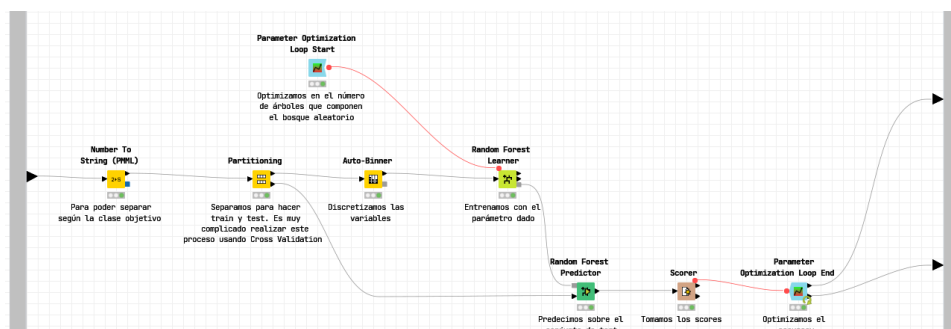 Parameter Optimization
Loop Start
Optimizamos en el número
de árboles que componen
el bosque aleatorio
Number To
String (PMML)
Para poder separar
según la clase objetivo
Partitioning
Separamos para hacer
train y test. Es muy
complicado realizar este
proceso usando Cross Validation
Auto-Binner
Discretizamos las
variables
Random Forest
Learner
Entrenamos con el
parámetro dado
Random Forest
Predictor
Predecimos sobre el
Scorer
Tomamos los scores
Parameter
Optimization Loop End
Optimizamos el